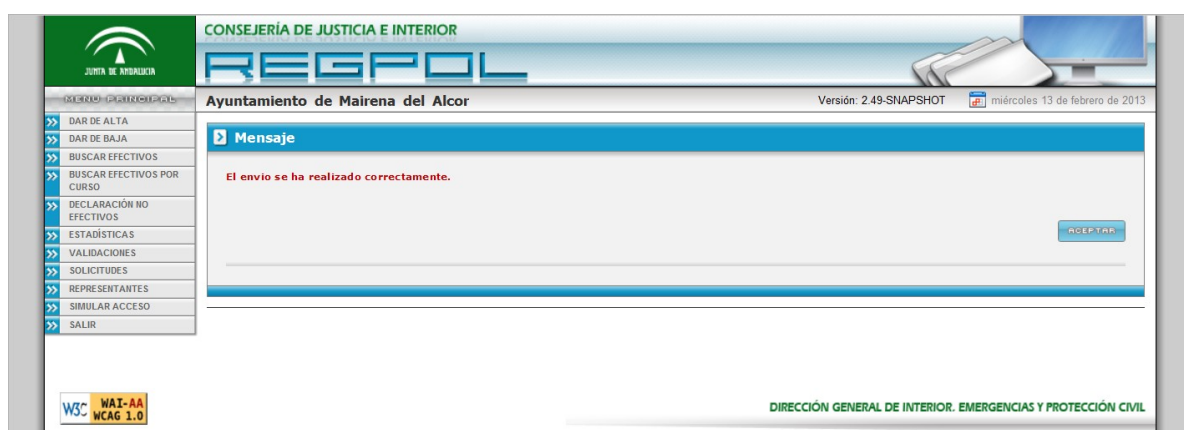 JUNTA DE ANDALUCIA
CONSEJERÍA DE JUSTICIA E INTERIOR
REGPOL
MENU PRINCIPAL
Ayuntamiento de Mairena del Alcor
Versión: 2.49-SNAPSHOT
miércoles 13 de febrero de 2013
DAR DE ALTA
DAR DE BAJA
BUSCAR EFECTIVOS
BUSCAR EFECTIVOS POR
CURSO
DECLARACIÓN NO
EFECTIVOS
ESTADÍSTICAS
VALIDACIONES
SOLICITUDES
REPRESENTANTES
SIMULAR ACCESO
SALIR
Mensaje
El envio se ha realizado correctamente.
ACEPTAR
W3C WAI-AA
WCAG 1.0
DIRECCIÓN GENERAL DE INTERIOR. EMERGENCIAS Y PROTECCIÓN CIVIL